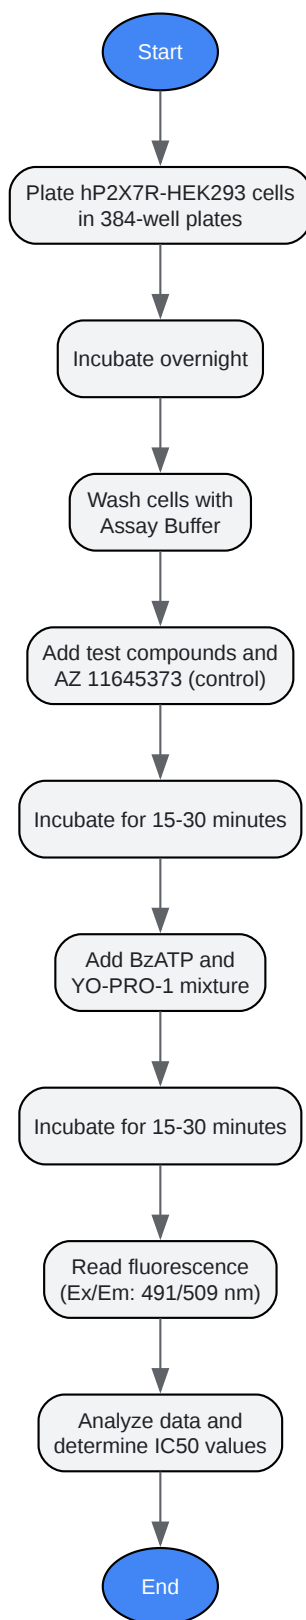 Start
Plate hP2X7R-HEK293 cells
in 384-well plates
Incubate overnight
Wash cells with
Assay Buffer
Add test compounds and
AZ 11645373 (control)
Incubate for 15-30 minutes
Add BzATP and
YO-PRO-1 mixture
Incubate for 15-30 minutes
Read fluorescence
(Ex/Em: 491/509 nm)
Analyze data and
determine IC50 values
End